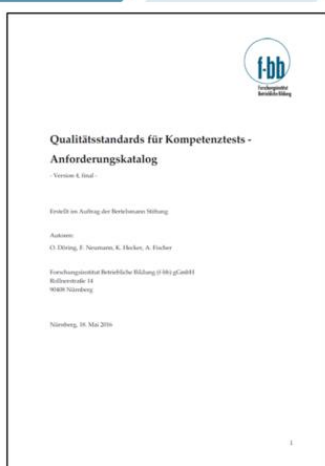 f-bb
Forschungsinstitut
Betriebliche Bildung
Qualitätsstandards für Kompetenztests -
Anforderungskatalog
- Version 4, final -
Erstellt im Auftrag der Bertelsmann Stiftung
Autoren:
O. Döring, F. Neumann, K. Hecker, A. Fischer
Forschungsinstitut Betriebliche Bildung (f-bb) gGmbH
Rollnerstraße 14
90408 Nürnberg
Nürnberg, 18. Mai 2016
1